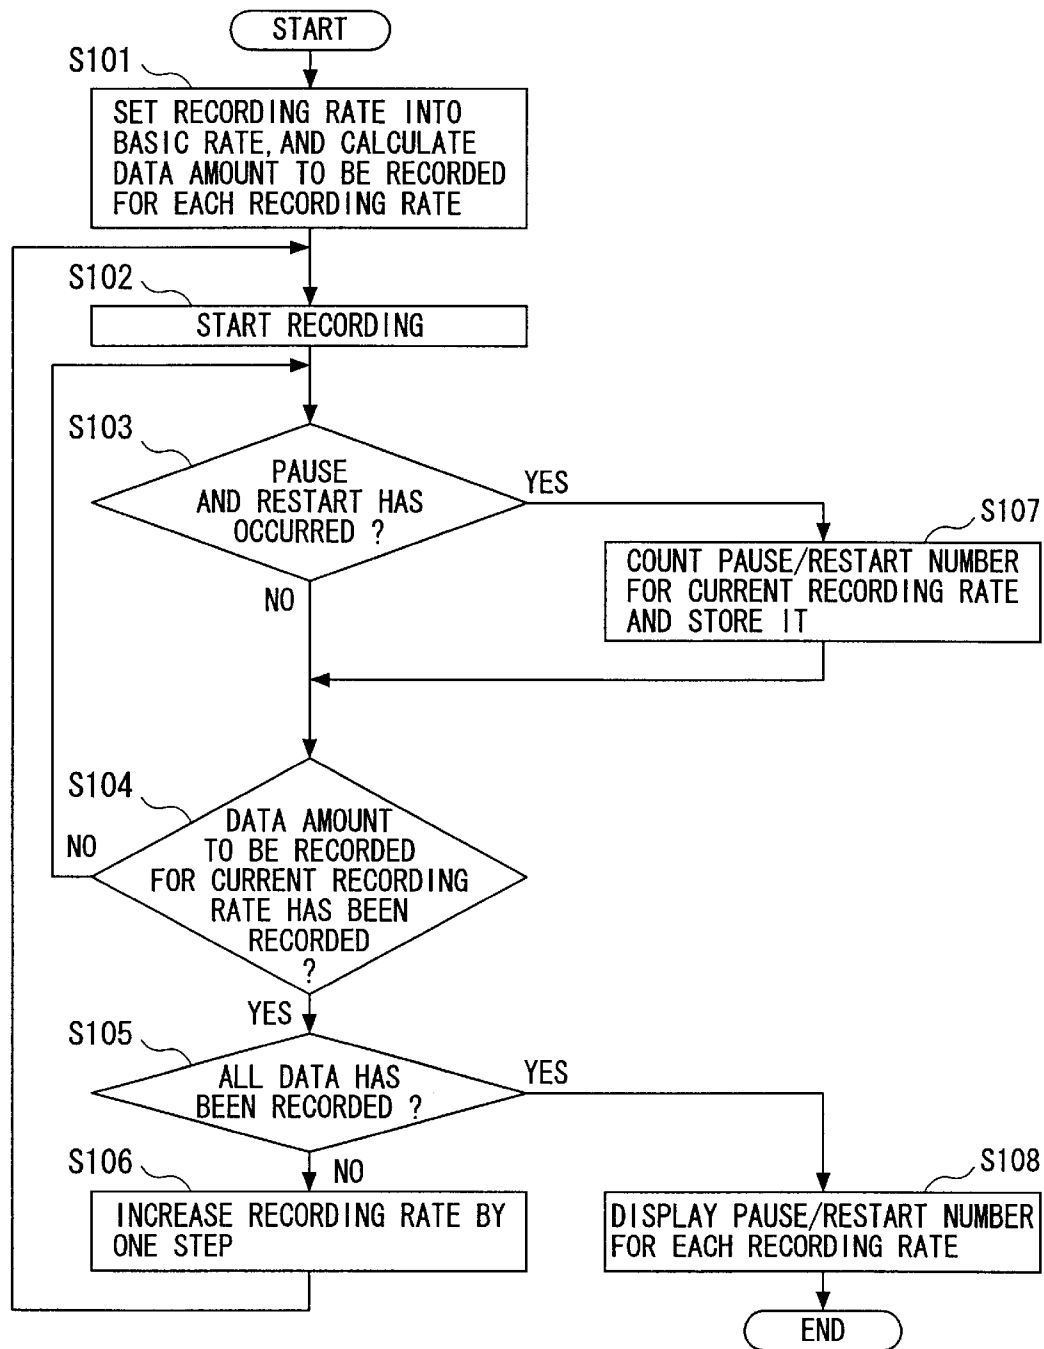 START
S101
SET RECORDING RATE INTO
BASIC RATE, AND CALCULATE
DATA AMOUNT TO BE RECORDED
FOR EACH RECORDING RATE
S102
START RECORDING
S103
PAUSE
AND RESTART HAS
OCCURRED ?
YES
NO
S107
COUNT PAUSE/RESTART NUMBER
FOR CURRENT RECORDING RATE
AND STORE IT
S104
DATA AMOUNT
TO BE RECORDED
FOR CURRENT RECORDING
RATE HAS BEEN
RECORDED
?
NO
YES
S105
ALL DATA HAS
BEEN RECORDED ?
YES
NO
S106
INCREASE RECORDING RATE BY
ONE STEP
S108
DISPLAY PAUSE/RESTART NUMBER
FOR EACH RECORDING RATE
END